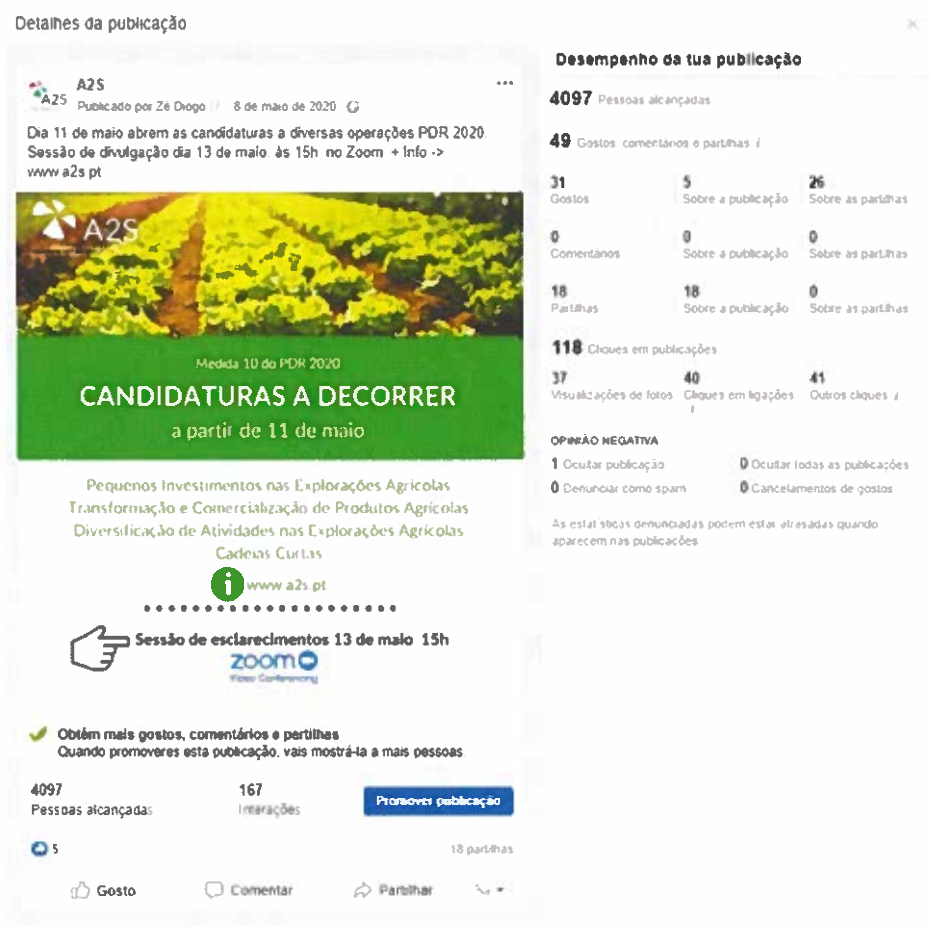 Detalhes da publicação
A2S
A2S
Publicado por Zé Diogo
8 de maio de 2020
Dia 11 de maio abrem as candidaturas a diversas operações PDR 2020.
Sessão de divulgação dia 13 de maio, às 15h no Zoom + Info ->
www.a2s.pt
A2S
Medida 10 do PDR 2020
CANDIDATURAS A DECORRER
a partir de 11 de maio
Pequenos Investimentos nas Explorações Agrícolas
Transformação e Comercialização de Produtos Agrícolas
Diversificação de Atividades nas Explorações Agrícolas
Cadeias Curtas
i www.a2s.pt
Sessão de esclarecimentos 13 de maio 15h
zoom
Video Conferencing
Obtém mais gostos, comentários e partilhas
Quando promoveres esta publicação, vais mostrá-la a mais pessoas.
4097
Pessoas alcançadas
167
Interações
Promover publicação
5
18 partilhas
Gosto
Comentar
Partilhar
Desempenho da tua publicação
4097 Pessoas alcançadas
49 Gostos, comentários e partilhas i
31 5 26
Gostos Sobre a publicação Sobre as partilhas
0 0 0
Comentários Sobre a publicação Sobre as partilhas
18 18 0
Partilhas Sobre a publicação Sobre as partilhas
118 Cliques em publicações
37 40 41
Visualizações de fotos Cliques em ligações Outros cliques i
i
OPINIÃO NEGATIVA
1 Ocultar publicação 0 Ocultar todas as publicações
0 Denunciar como spam 0 Cancelamentos de gostos
As estatísticas denunciadas podem estar atrasadas quando
aparecem nas publicações